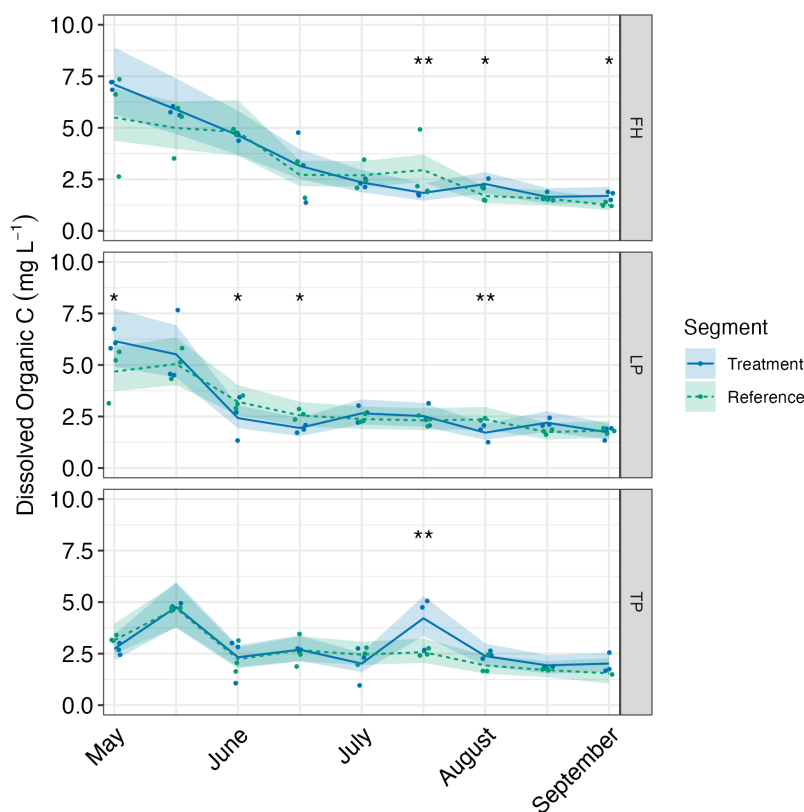 10.0
7.5
5.0
2.5
0.0
** * *
FH
10.0
7.5
5.0
2.5
0.0
* * * **
LP
10.0
7.5
5.0
2.5
0.0
**
TP
May June July August September
Dissolved Organic C (mg L⁻¹)
Segment
Treatment
Reference